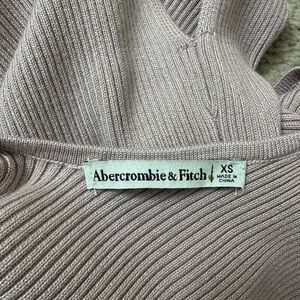 Abercrombie & Fitch
XS
MADE IN
CHINA